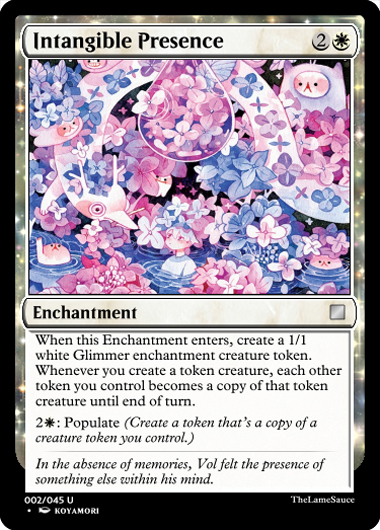 Intangible Presence 2
Enchantment
When this Enchantment enters, create a 1/1
white Glimmer enchantment creature token.
Whenever you create a token creature, each other
token you control becomes a copy of that token
creature until end of turn.
2: Populate (Create a token that's a copy of a
creature token you control.)
In the absence of memories, Vol felt the presence of
something else within his mind.
002/045 U
• KOYAMORI
TheLameSauce